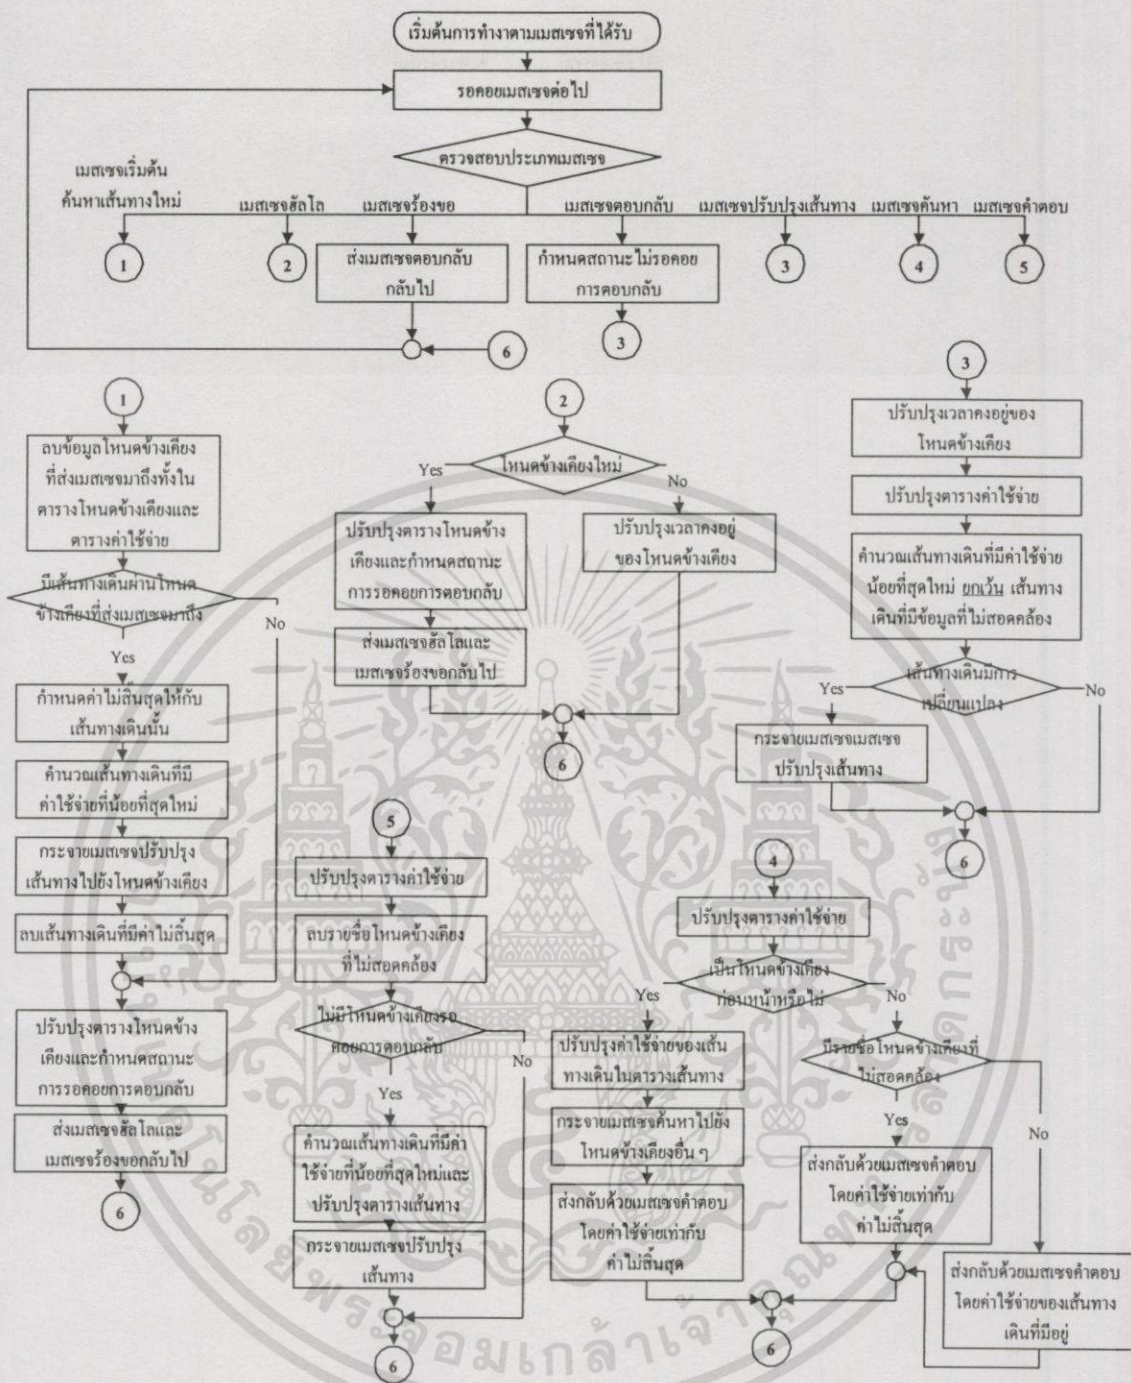 เริ่มต้นการทำงาตามเมสเซจที่ได้รับ
รอคอยเมสเซจต่อไป
ตรวจสอบประเภทเมสเซจ
เมสเซจเริ่มต้น
ค้นหาเส้นทางใหม่
เมสเซจฮัลโล
เมสเซจร้องขอ
เมสเซจตอบกลับ
เมสเซจปรับปรุงเส้นทาง
เมสเซจค้นหา
เมสเซจคำตอบ
1
2
ส่งเมสเซจตอบกลับ
กลับไป
กำหนดสถานะไม่รอคอย
การตอบกลับ
3
4
5
6
3
1
ลบข้อมูลโหนดข้างเคียง
ที่ส่งเมสเซจมาถึงทั้งใน
ตารางโหนดข้างเคียงและ
ตารางค่าใช้จ่าย
มีเส้นทางเดินผ่านโหนด
ข้างเคียงที่ส่งเมสเซจมาถึง
No
Yes
กำหนดค่าไม่สิ้นสุดให้กับ
เส้นทางเดินนั้น
คำนวณเส้นทางเดินที่มี
ค่าใช้จ่ายที่น้อยที่สุดใหม่
กระจายเมสเซจปรับปรุง
เส้นทางไปยังโหนดข้างเคียง
ลบเส้นทางเดินที่มีค่าไม่สิ้นสุด
ปรับปรุงตารางโหนดข้าง
เคียงและกำหนดสถานะ
การรอคอยการตอบกลับ
ส่งเมสเซจฮัลโลและ
เมสเซจร้องขอกลับไป
6
2
โหนดข้างเคียงใหม่
Yes
No
ปรับปรุงตารางโหนดข้าง
เคียงและกำหนดสถานะ
การรอคอยการตอบกลับ
ปรับปรุงเวลาคงอยู่
ของโหนดข้างเคียง
ส่งเมสเซจฮัลโลและ
เมสเซจร้องขอกลับไป
6
3
ปรับปรุงเวลาคงอยู่ของ
โหนดข้างเคียง
ปรับปรุงตารางค่าใช้จ่าย
คำนวณเส้นทางเดินที่มีค่าใช้จ่าย
น้อยที่สุดใหม่ ยกเว้น เส้นทาง
เดินที่มีข้อมูลที่ไม่สอดคล้อง
เส้นทางเดินมีการ
เปลี่ยนแปลง
Yes
No
กระจายเมสเซจเมสเซจ
ปรับปรุงเส้นทาง
6
5
ปรับปรุงตารางค่าใช้จ่าย
ลบรายชื่อโหนดข้างเคียง
ที่ไม่สอดคล้อง
ไม่มีโหนดข้างเคียงรอ
คอยการตอบกลับ
No
Yes
คำนวณเส้นทางเดินที่มีค่า
ใช้จ่ายที่น้อยที่สุดใหม่และ
ปรับปรุงตารางเส้นทาง
กระจายเมสเซจปรับปรุง
เส้นทาง
6
4
ปรับปรุงตารางค่าใช้จ่าย
เป็นโหนดข้างเคียง
ก่อนหน้าหรือไม่
Yes
No
ปรับปรุงค่าใช้จ่ายของเส้น
ทางเดินในตารางเส้นทาง
กระจายเมสเซจค้นหาไปยัง
โหนดข้างเคียงอื่น ๆ
ส่งกลับด้วยเมสเซจคำตอบ
โดยค่าใช้จ่ายเท่ากับ
ค่าไม่สิ้นสุด
มีรายชื่อโหนดข้างเคียงที่
ไม่สอดคล้อง
Yes
No
ส่งกลับด้วยเมสเซจคำตอบ
โดยค่าใช้จ่ายเท่ากับ
ค่าไม่สิ้นสุด
ส่งกลับด้วยเมสเซจคำตอบ
โดยค่าใช้จ่ายของเส้นทาง
เดินที่มีอยู่
6
พระจอมเกล้าเจ้าคุณทหารลาดกระบัง